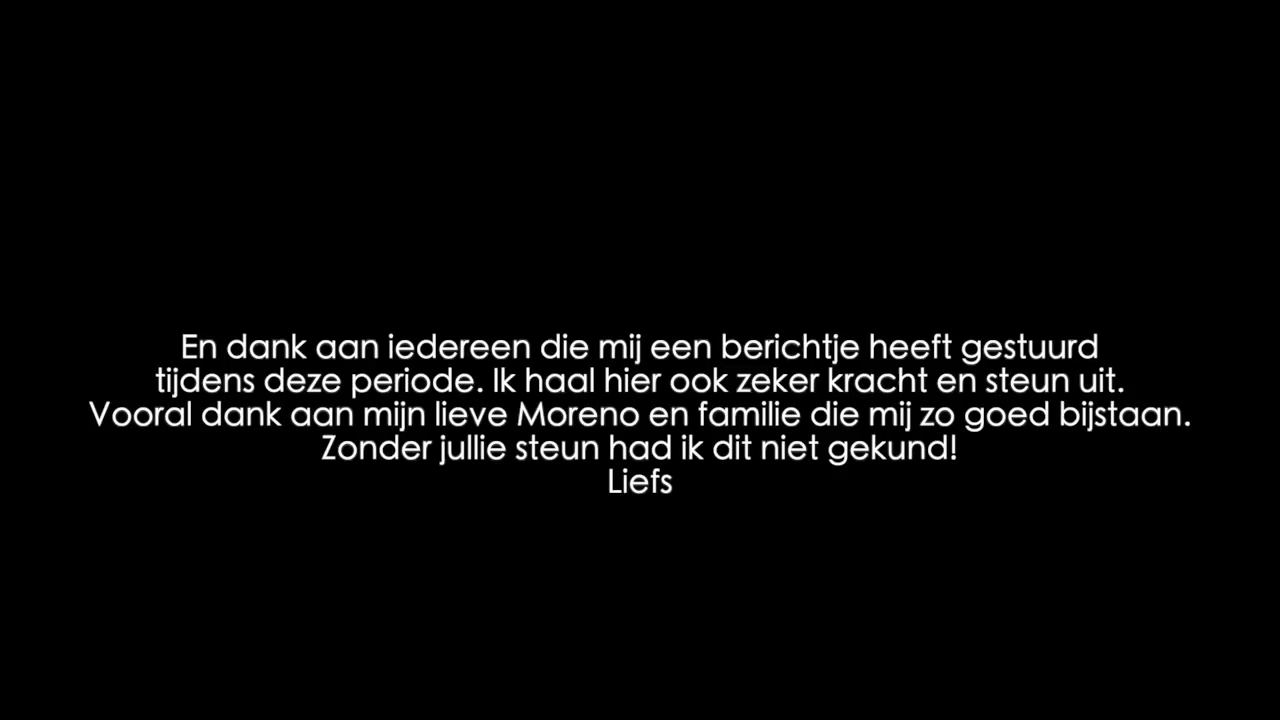 En dank aan iedereen die mij een berichtje heeft gestuurd
tijdens deze periode. Ik haal hier ook zeker kracht en steun uit.
Vooral dank aan mijn lieve Moreno en familie die mij zo goed bijstaan.
Zonder jullie steun had ik dit niet gekund!
Liefs